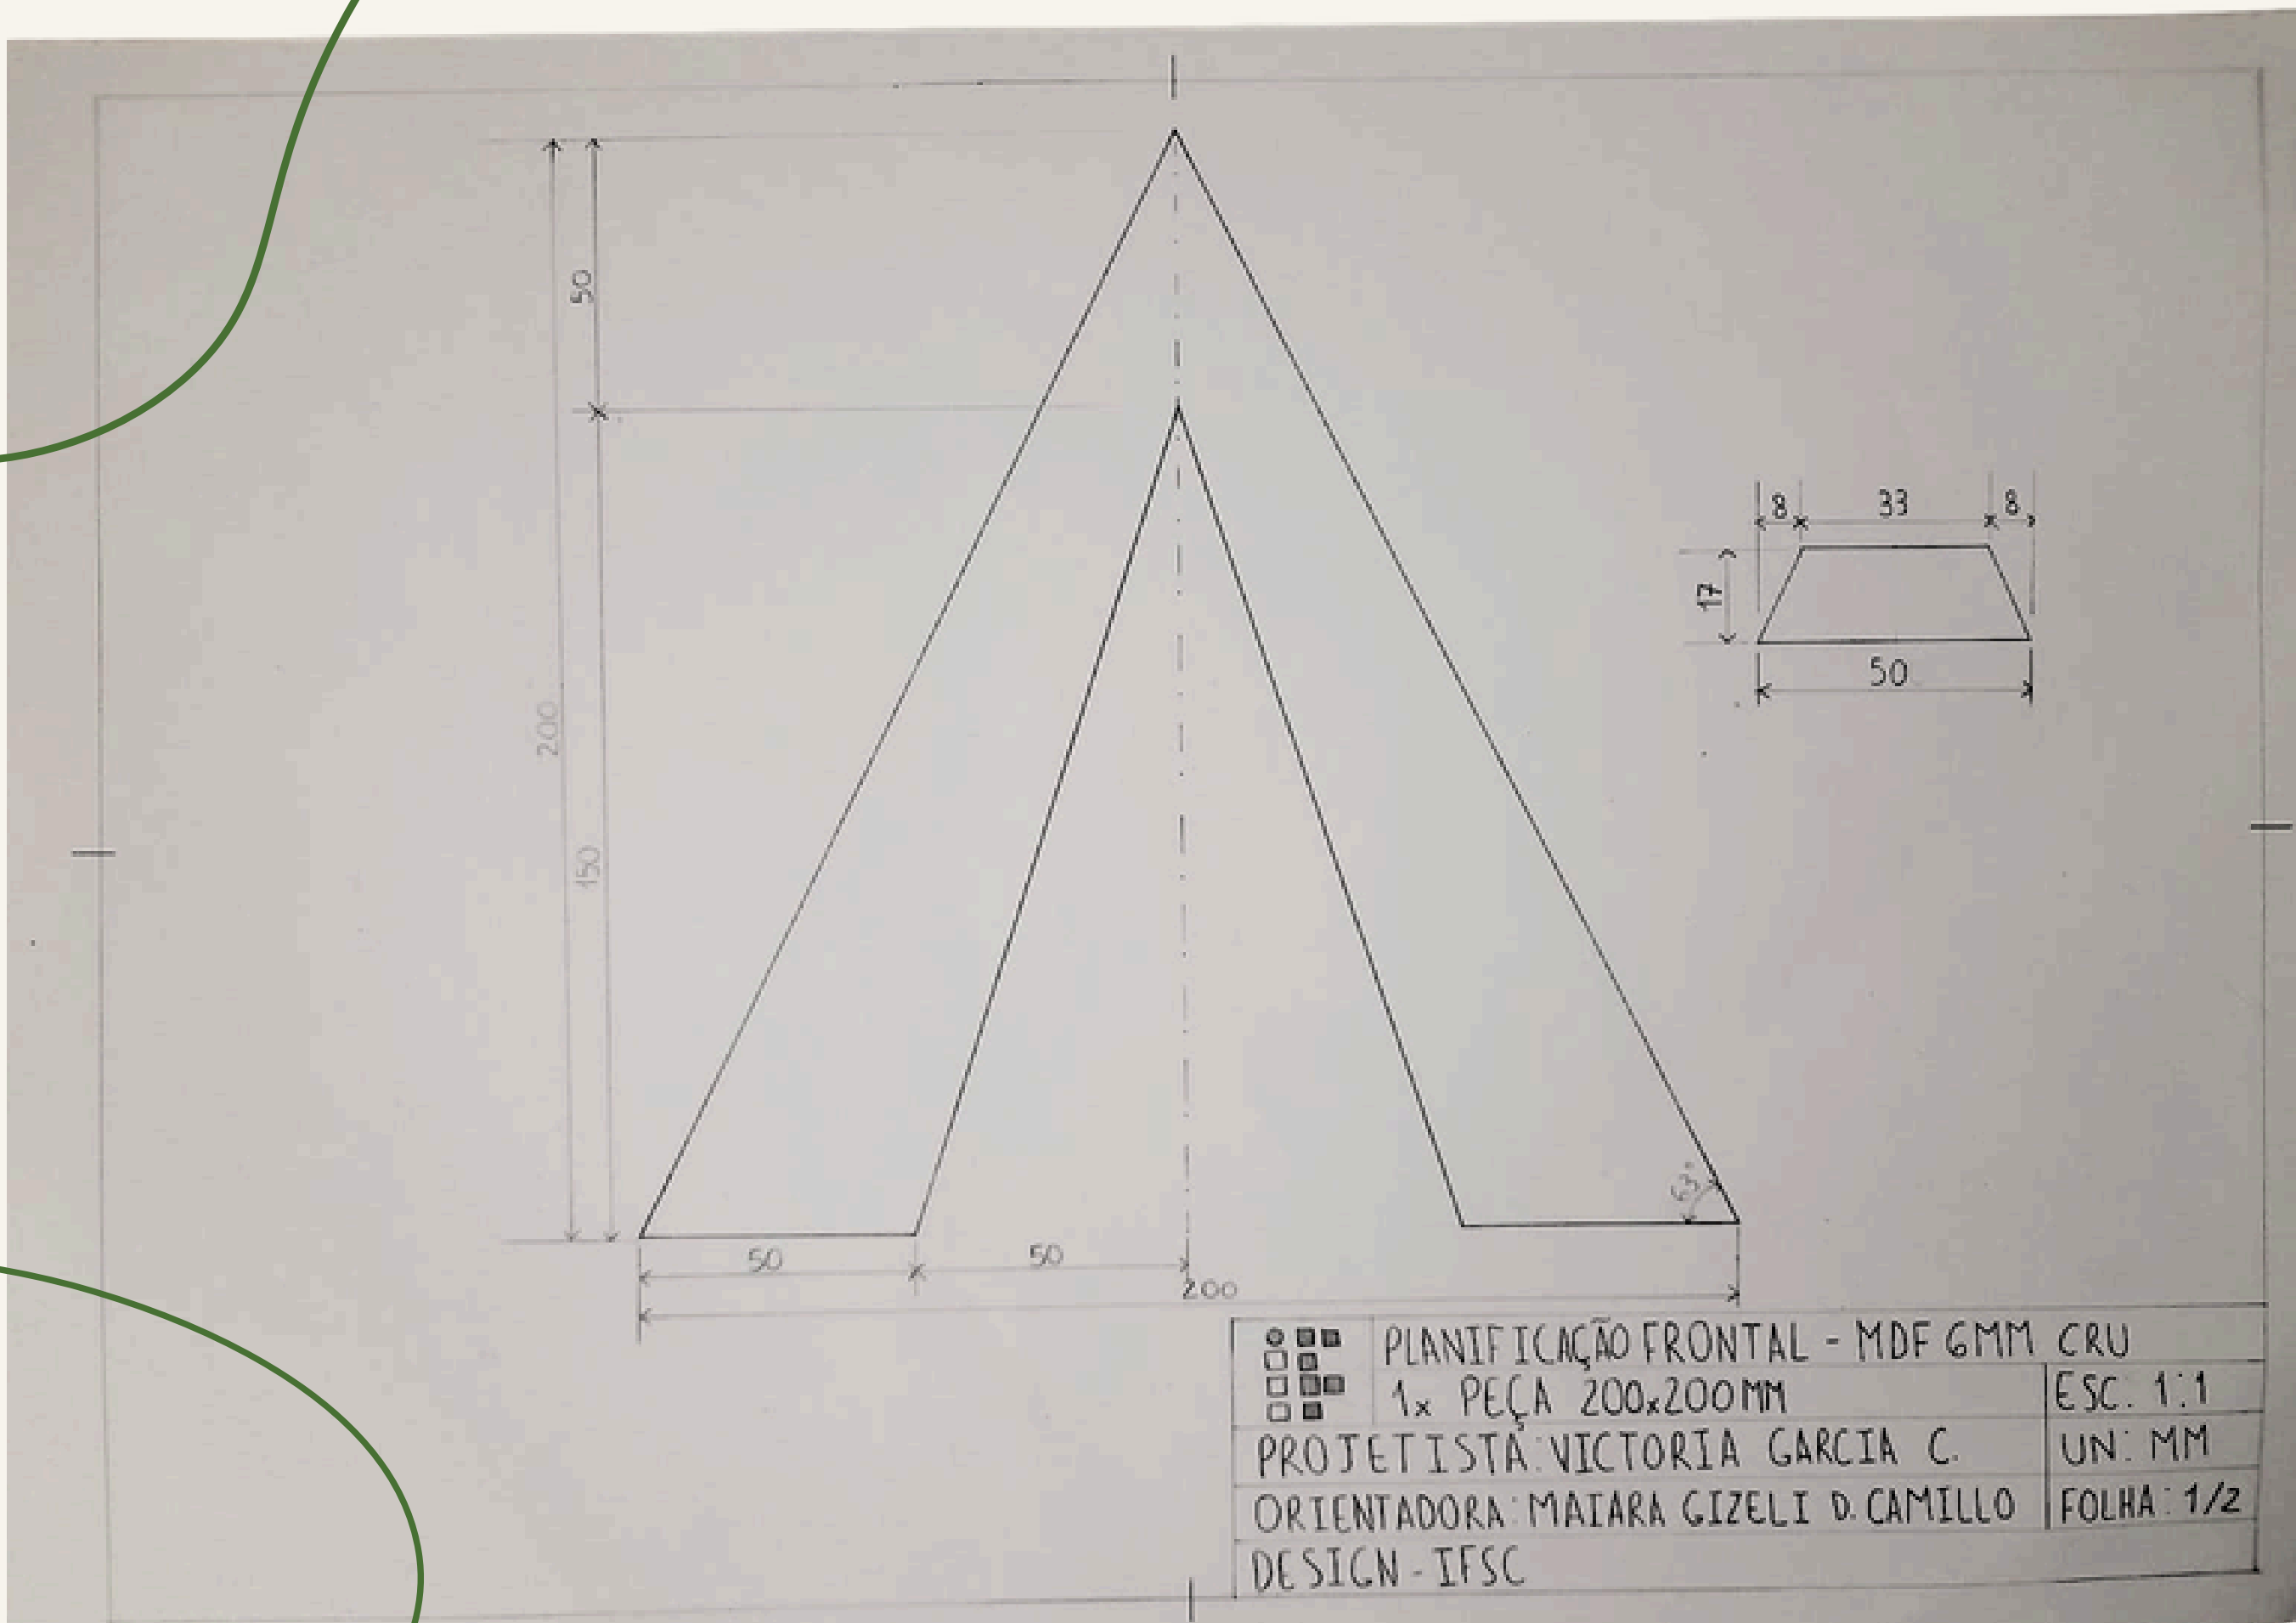 50
200
150
8 33 8
17
50
63°
50 50
200
PLANIFICAÇÃO FRONTAL - MDF 6MM CRU
1x PEÇA 200x200MM
ESC. 1:1
PROJETISTA: VICTORIA GARCIA C.
UN: MM
ORIENTADORA: MAIARA GIZELI D. CAMILLO
FOLHA: 1/2
DESIGN - IFSC